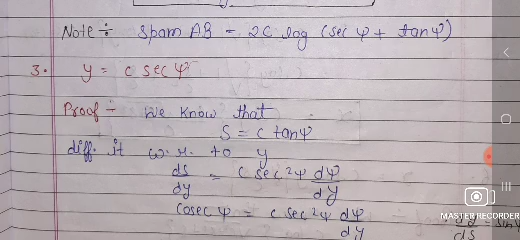 Note ÷ Spam AB = 2C log (sec ψ + tan ψ)
3. y = c sec ψ
Proof ÷ We know that
S = c tan ψ
diff. it w.r. to y
ds/dy = c sec²ψ dψ/dy
Cosec ψ = c sec²ψ dψ/dy
MASTER RECORDER